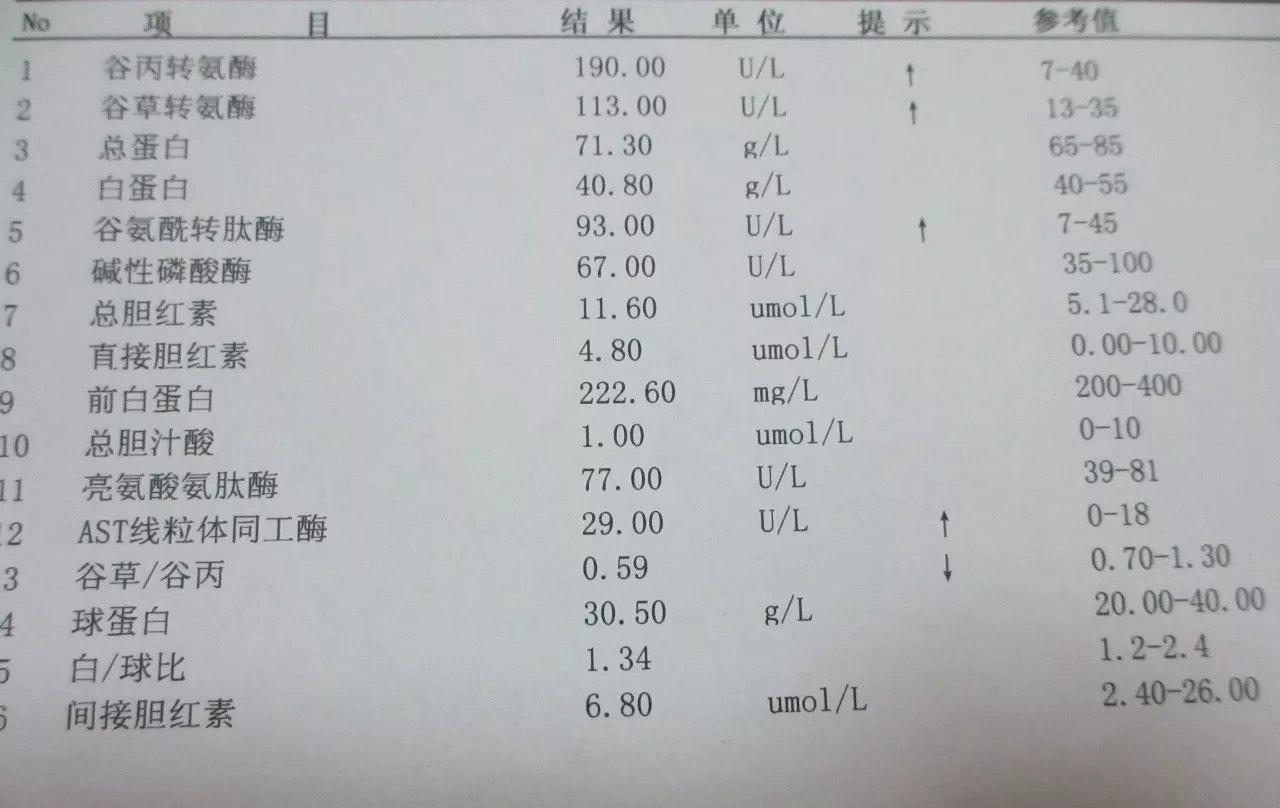 No 项 目 结 果 单 位 提 示 参考值
1 谷丙转氨酶 190.00 U/L ↑ 7-40
2 谷草转氨酶 113.00 U/L ↑ 13-35
3 总蛋白 71.30 g/L 65-85
4 白蛋白 40.80 g/L 40-55
5 谷氨酰转肽酶 93.00 U/L ↑ 7-45
6 碱性磷酸酶 67.00 U/L 35-100
7 总胆红素 11.60 umol/L 5.1-28.0
8 直接胆红素 4.80 umol/L 0.00-10.00
9 前白蛋白 222.60 mg/L 200-400
10 总胆汁酸 1.00 umol/L 0-10
11 亮氨酸氨肽酶 77.00 U/L 39-81
12 AST线粒体同工酶 29.00 U/L ↑ 0-18
3 谷草/谷丙 0.59 ↓ 0.70-1.30
4 球蛋白 30.50 g/L 20.00-40.00
5 白/球比 1.34 1.2-2.4
6 间接胆红素 6.80 umol/L 2.40-26.00